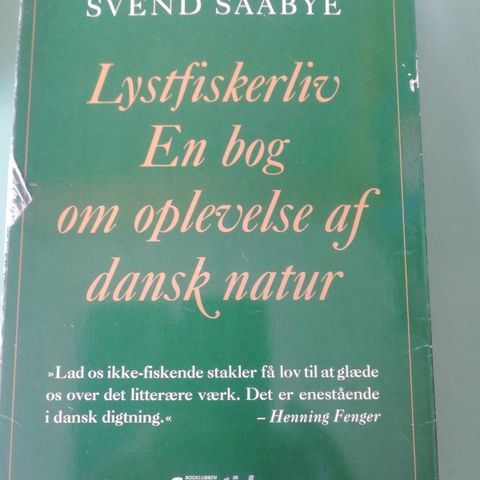 SVEND SAABYE
Lystfiskerliv
En bog
om oplevelse af
dansk natur
»Lad os ikke-fiskende stakler få lov til at glæde
os over det litterære værk. Det er enestående
i dansk digtning.« – Henning Fenger
BOGKLUBBEN